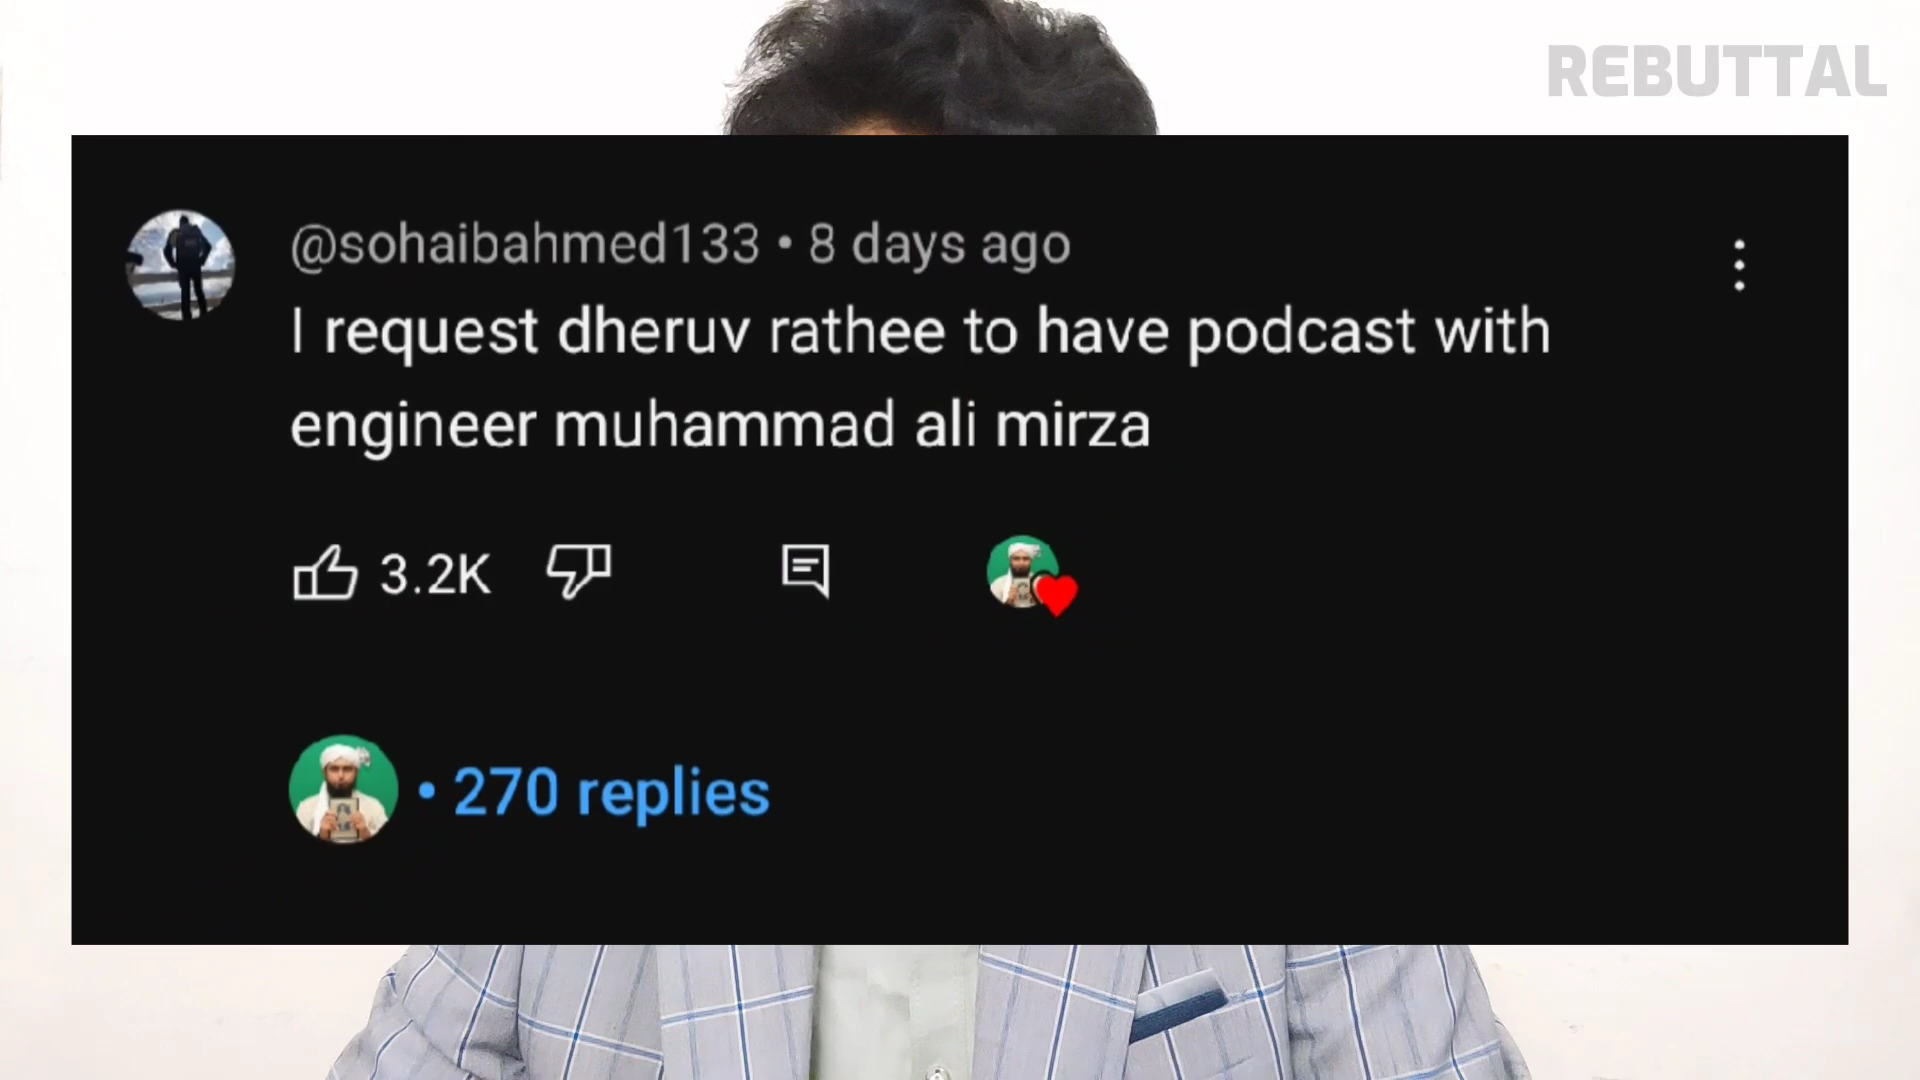 REBUTTAL
@sohaibahmed133 • 8 days ago
I request dheruv rathee to have podcast with
engineer muhammad ali mirza
3.2K
• 270 replies